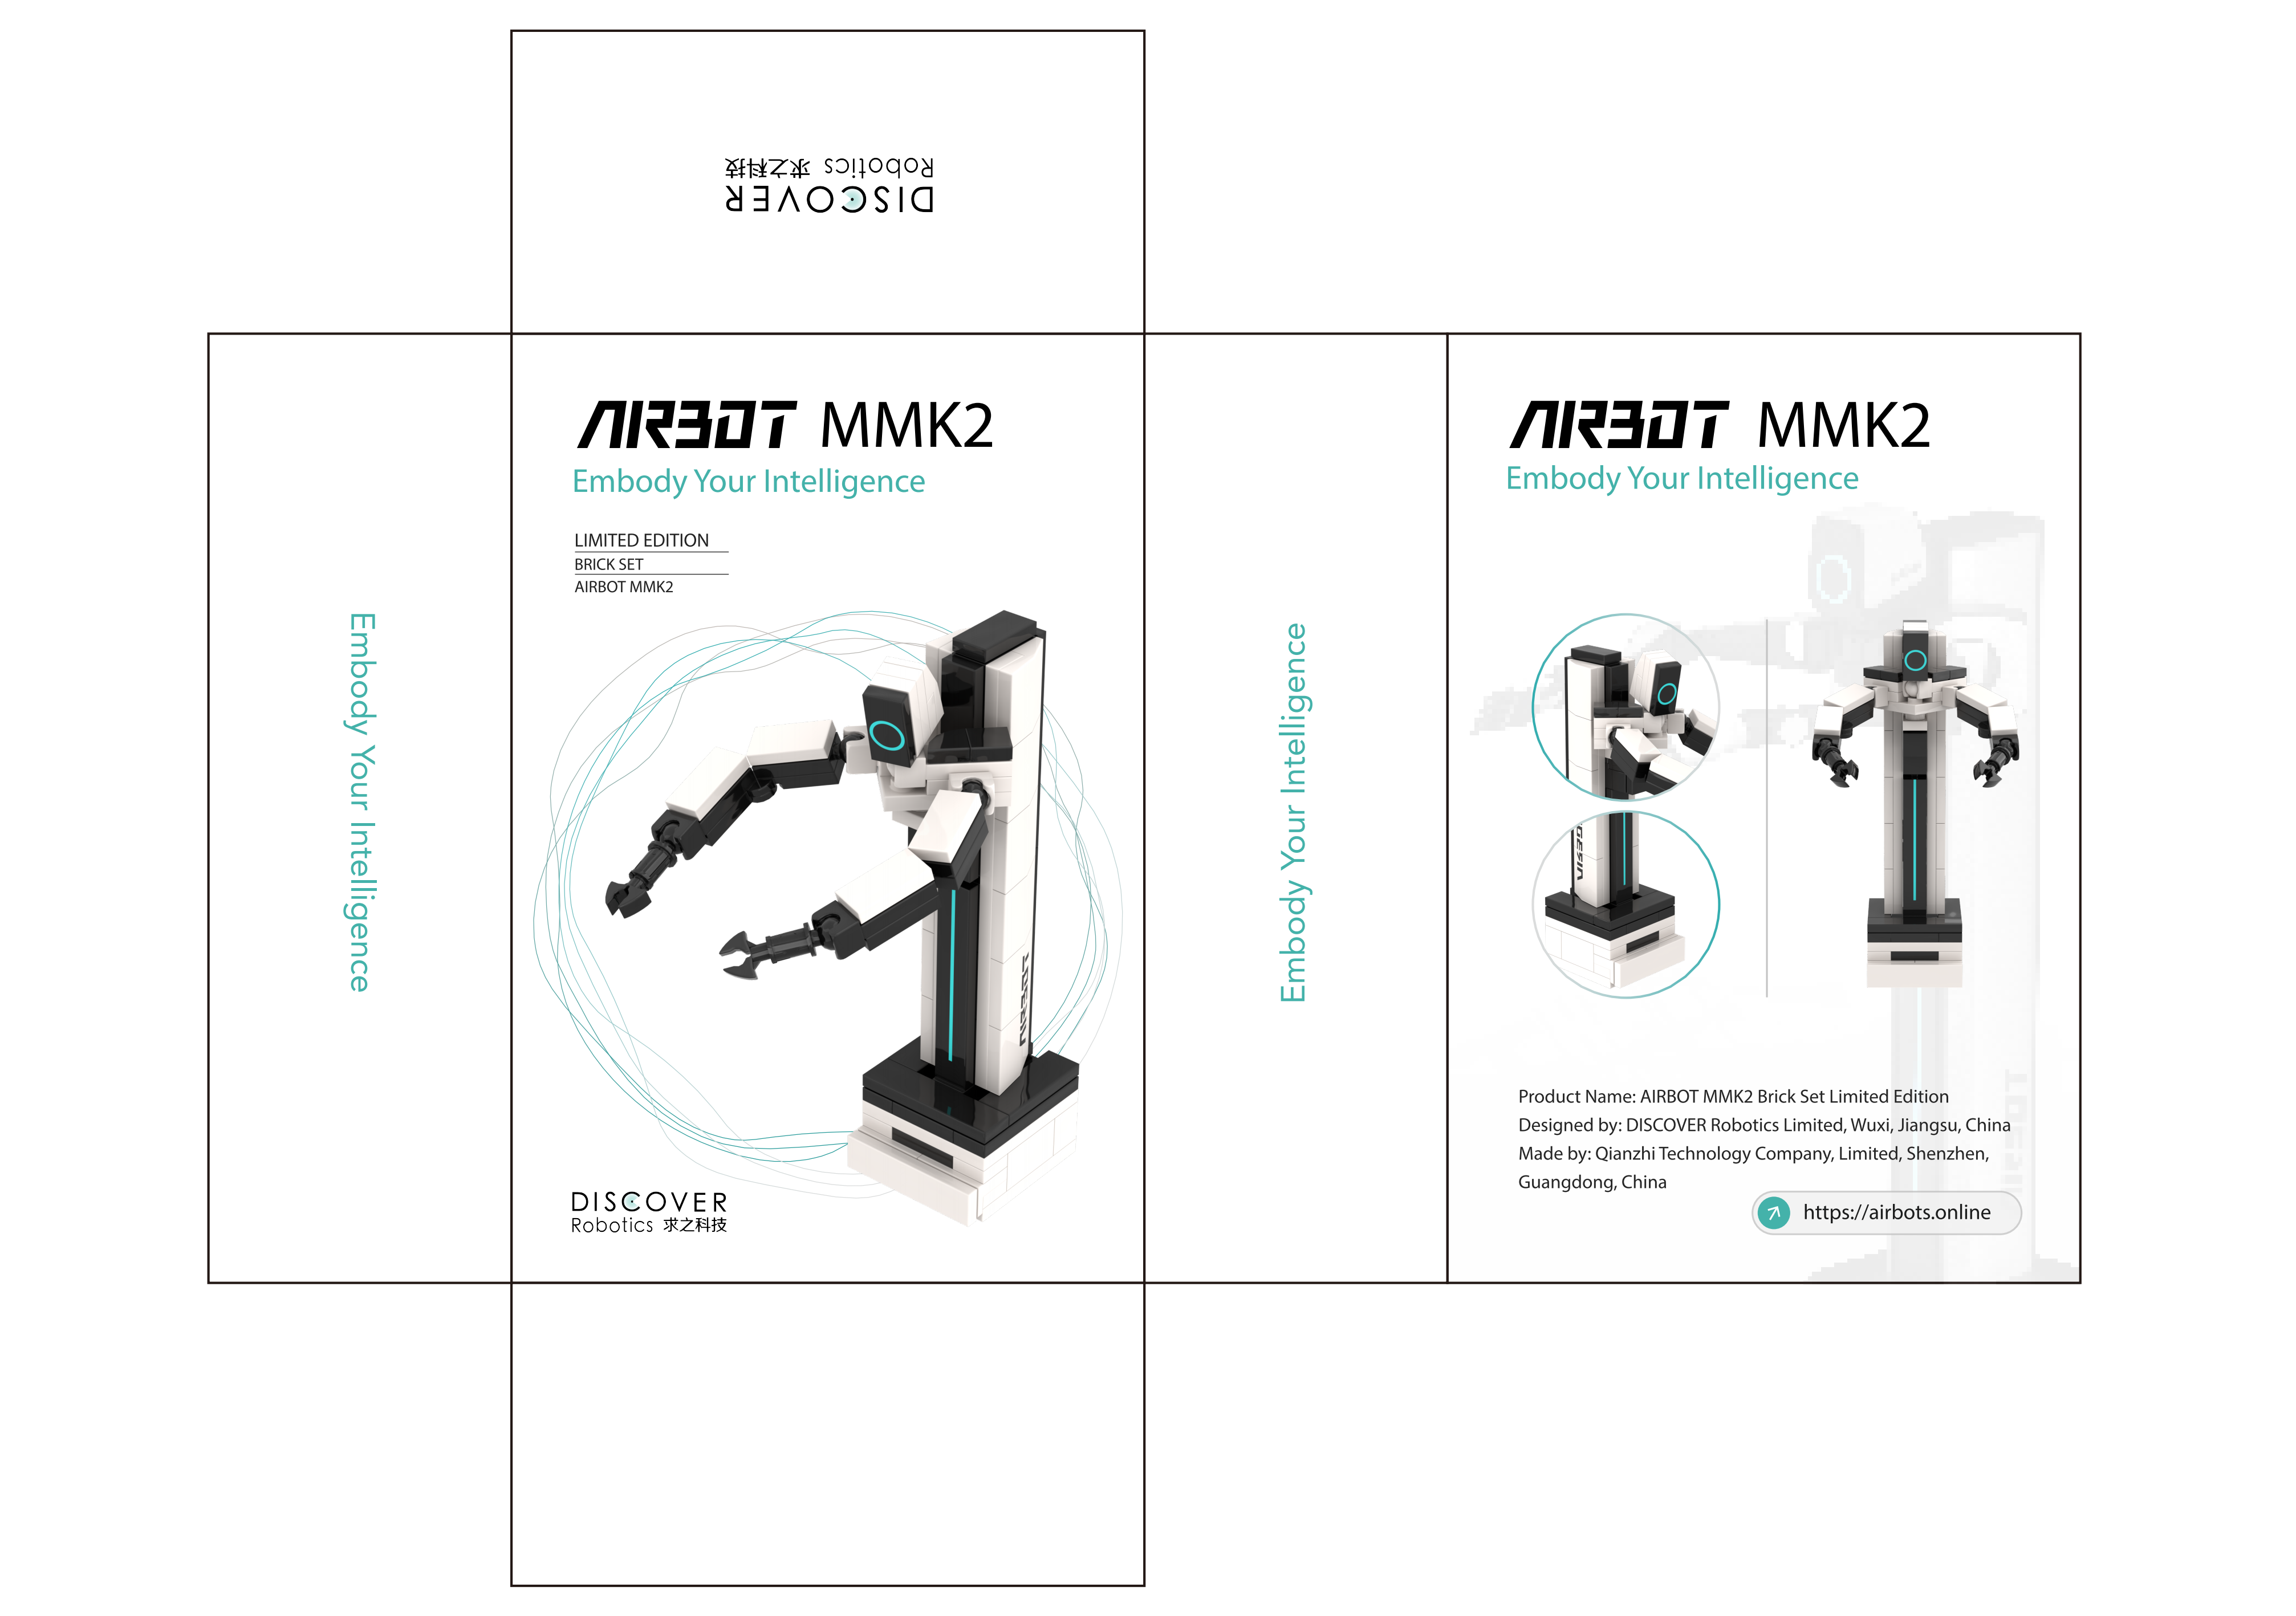 DISCOVER
Robotics 求之科技
Embody Your Intelligence
AIRBOT MMK2
Embody Your Intelligence
LIMITED EDITION
BRICK SET
AIRBOT MMK2
AIRBOT
DISCOVER
Robotics 求之科技
Embody Your Intelligence
AIRBOT MMK2
Embody Your Intelligence
Product Name: AIRBOT MMK2 Brick Set Limited Edition
Designed by: DISCOVER Robotics Limited, Wuxi, Jiangsu, China
Made by: Qianzhi Technology Company, Limited, Shenzhen,
Guangdong, China
https://airbots.online